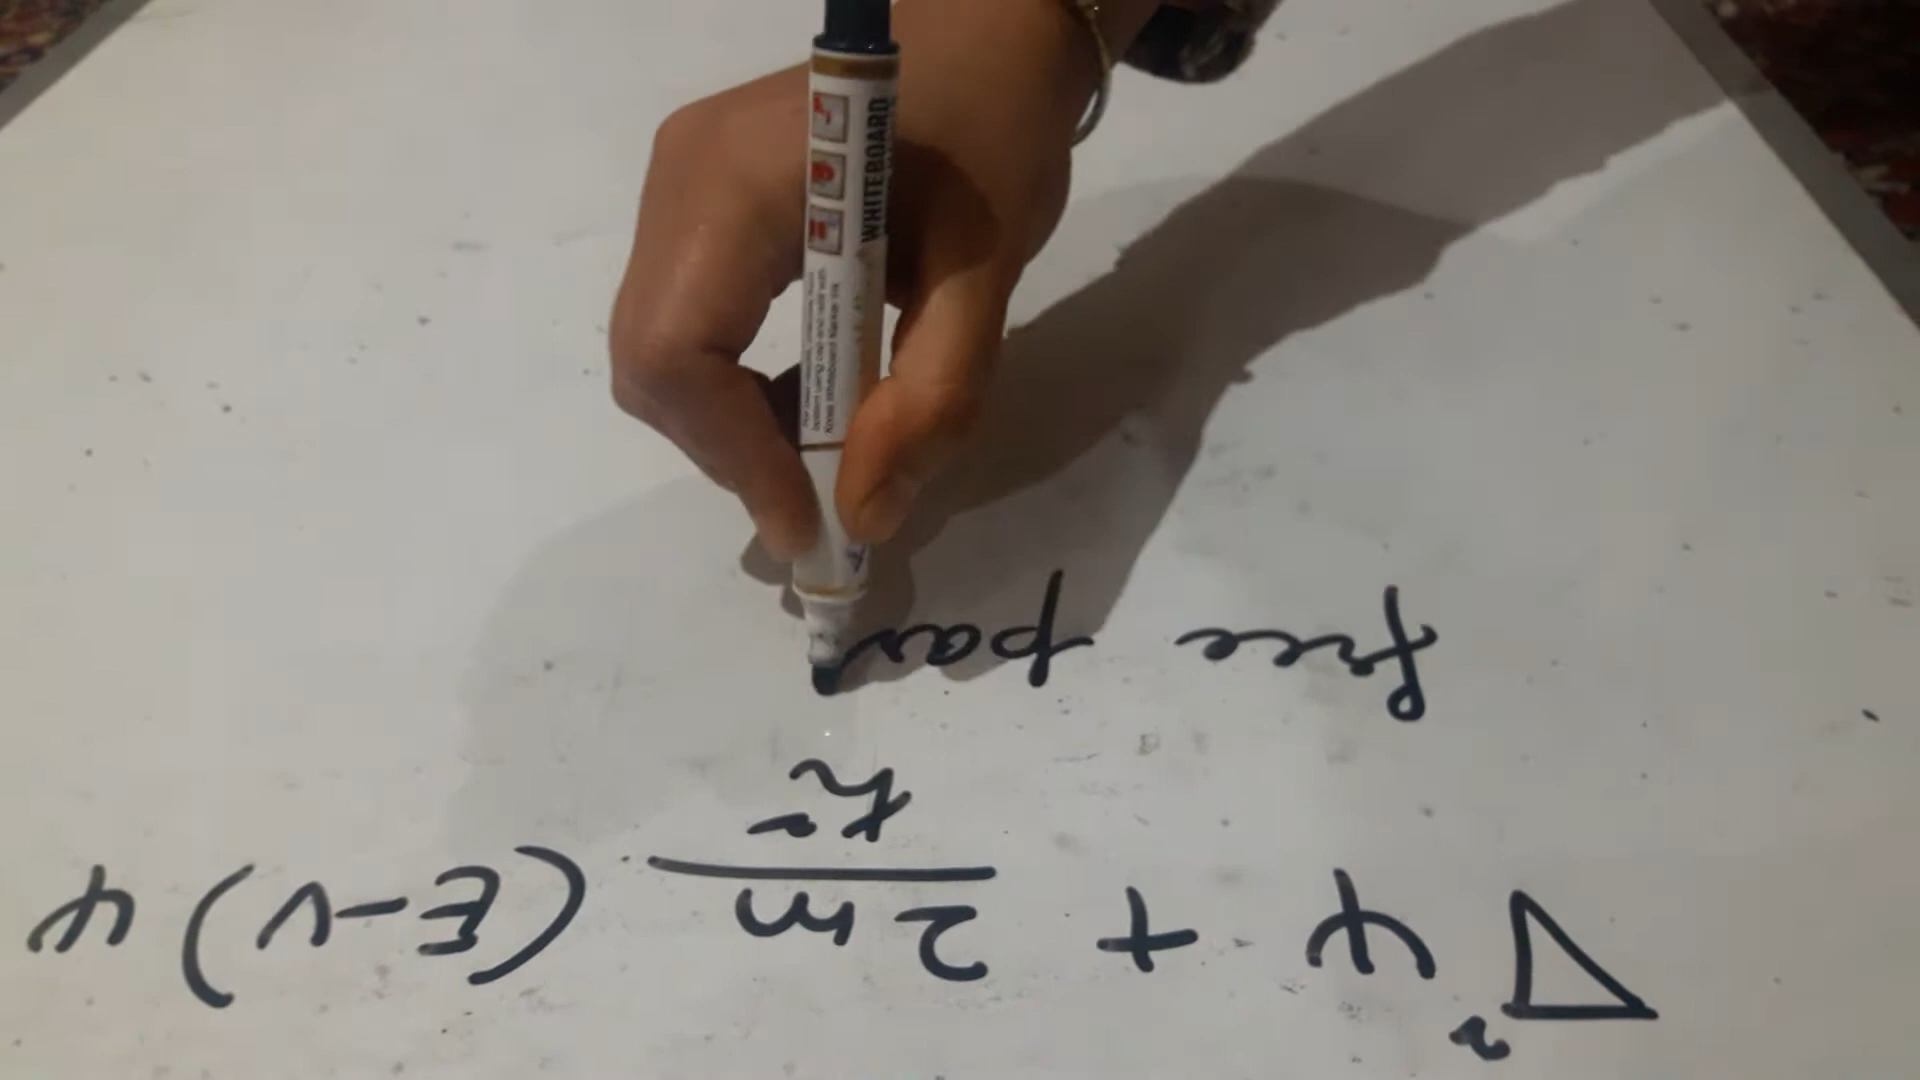 ∇²ψ + 2m/ħ² (E-V) ψ
free par
WHITEBOARD